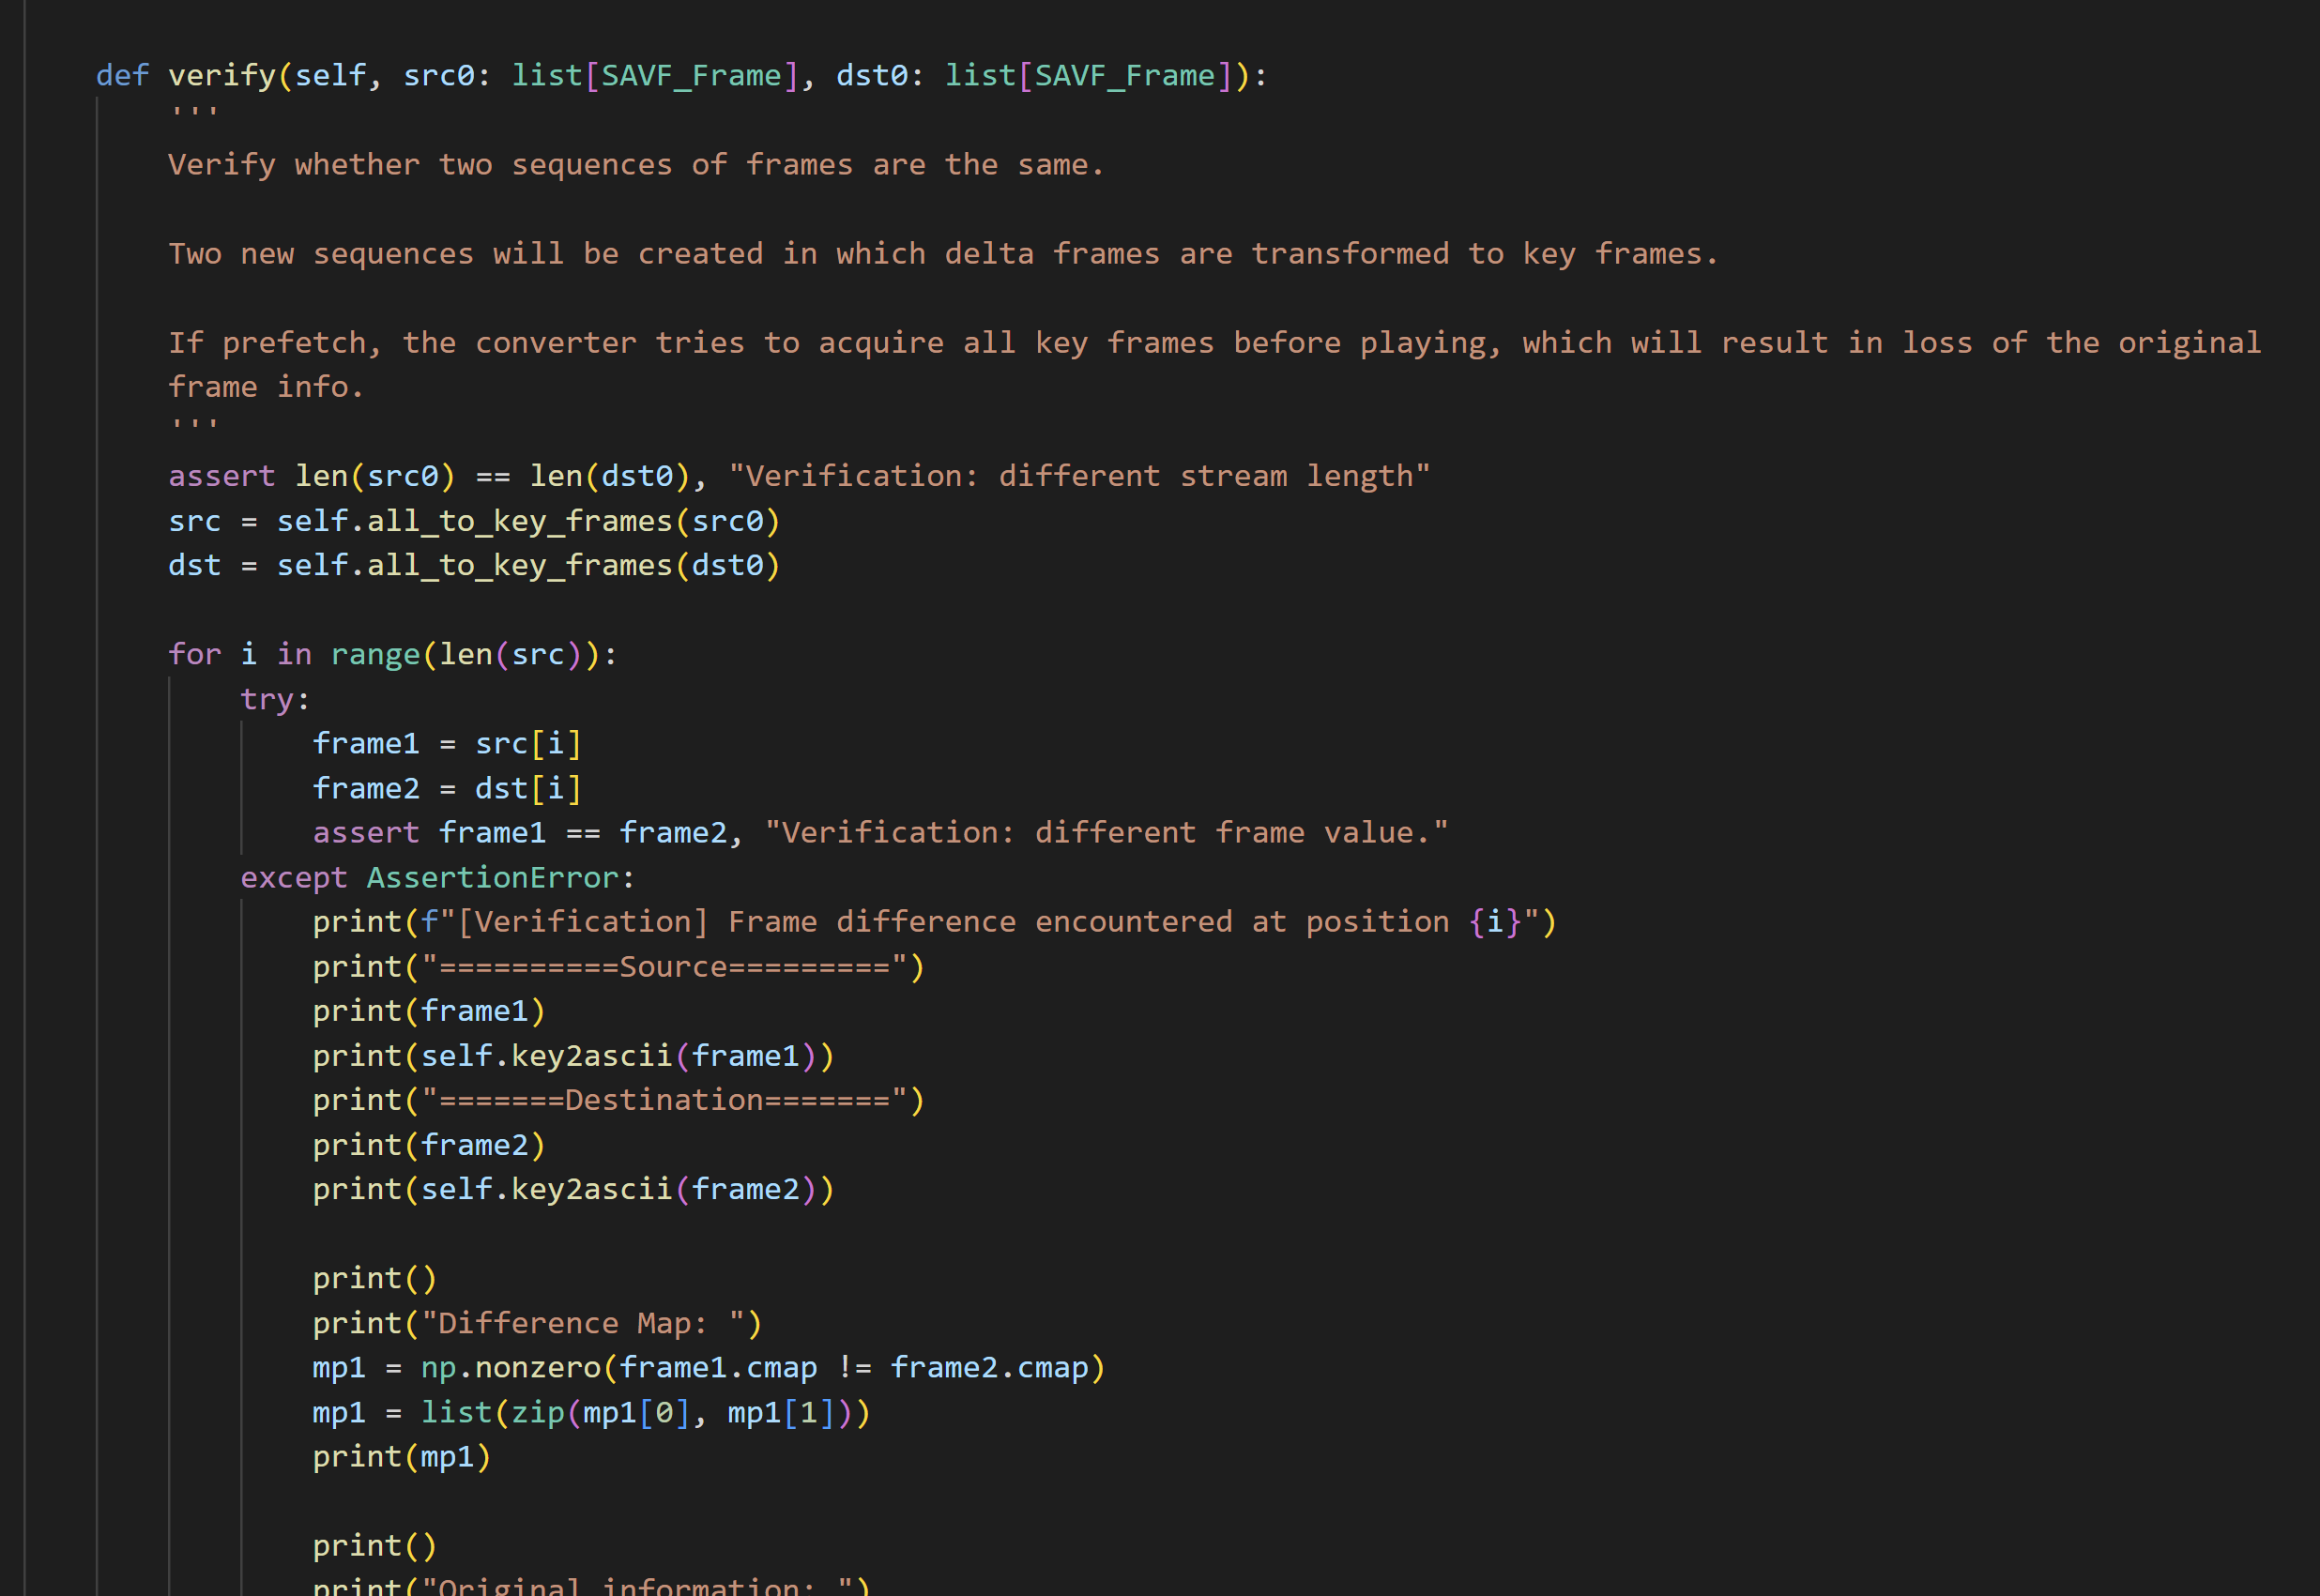 def verify(self, src0: list[SAVF_Frame], dst0: list[SAVF_Frame]):
'''
Verify whether two sequences of frames are the same.
Two new sequences will be created in which delta frames are transformed to key frames.
If prefetch, the converter tries to acquire all key frames before playing, which will result in loss of the original
frame info.
'''
assert len(src0) == len(dst0), "Verification: different stream length"
src = self.all_to_key_frames(src0)
dst = self.all_to_key_frames(dst0)
for i in range(len(src)):
try:
frame1 = src[i]
frame2 = dst[i]
assert frame1 == frame2, "Verification: different frame value."
except AssertionError:
print(f"[Verification] Frame difference encountered at position {i}")
print("==========Source=========")
print(frame1)
print(self.key2ascii(frame1))
print("=======Destination=======")
print(frame2)
print(self.key2ascii(frame2))
print()
print("Difference Map: ")
mp1 = np.nonzero(frame1.cmap != frame2.cmap)
mp1 = list(zip(mp1[0], mp1[1]))
print(mp1)
print()
print("Original information: ")